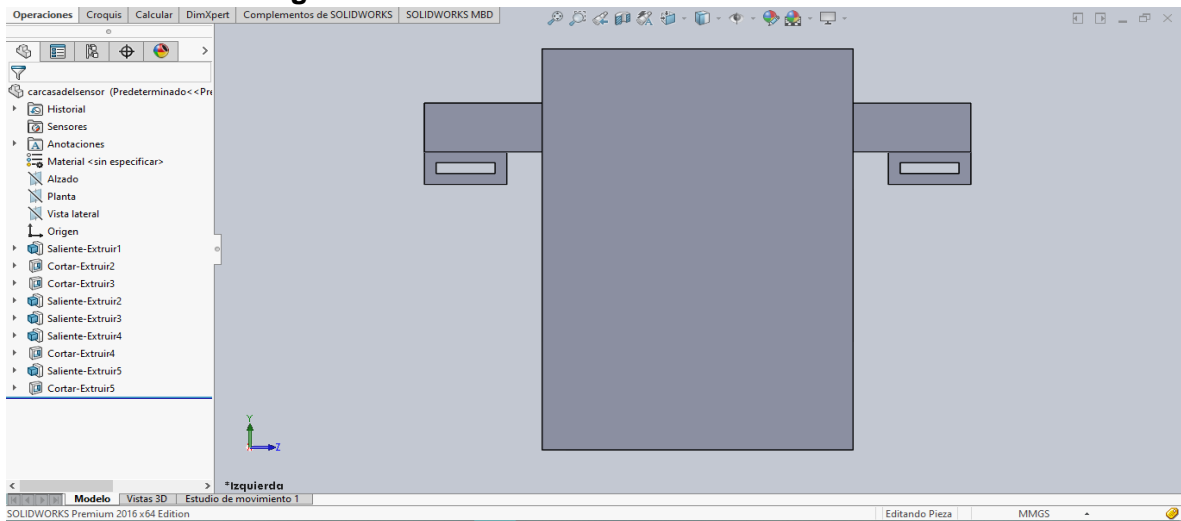 Operaciones Croquis Calcular DimXpert Complementos de SOLIDWORKS SOLIDWORKS MBD
carcasadelsensor (Predeterminado<<Pre
Historial
Sensores
Anotaciones
Material <sin especificar>
Alzado
Planta
Vista lateral
Origen
Saliente-Extruir1
Cortar-Extruir2
Cortar-Extruir3
Saliente-Extruir2
Saliente-Extruir3
Saliente-Extruir4
Cortar-Extruir4
Saliente-Extruir5
Cortar-Extruir5
Y
Z
*Izquierda
Modelo Vistas 3D Estudio de movimiento 1
SOLIDWORKS Premium 2016 x64 Edition Editando Pieza MMGS